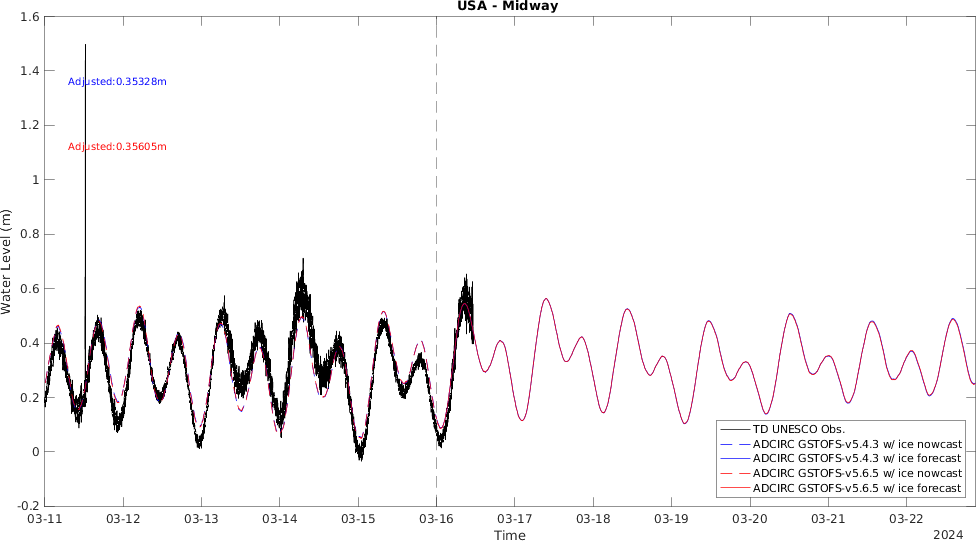 USA - Midway
1.6
1.4
1.2
1
0.8
0.6
0.4
0.2
0
-0.2
Water Level (m)
Adjusted:0.35328m
Adjusted:0.35605m
TD UNESCO Obs.
ADCIRC GSTOFS-v5.4.3 w/ ice nowcast
ADCIRC GSTOFS-v5.4.3 w/ ice forecast
ADCIRC GSTOFS-v5.6.5 w/ ice nowcast
ADCIRC GSTOFS-v5.6.5 w/ ice forecast
03-11 03-12 03-13 03-14 03-15 03-16 03-17 03-18 03-19 03-20 03-21 03-22
Time
2024